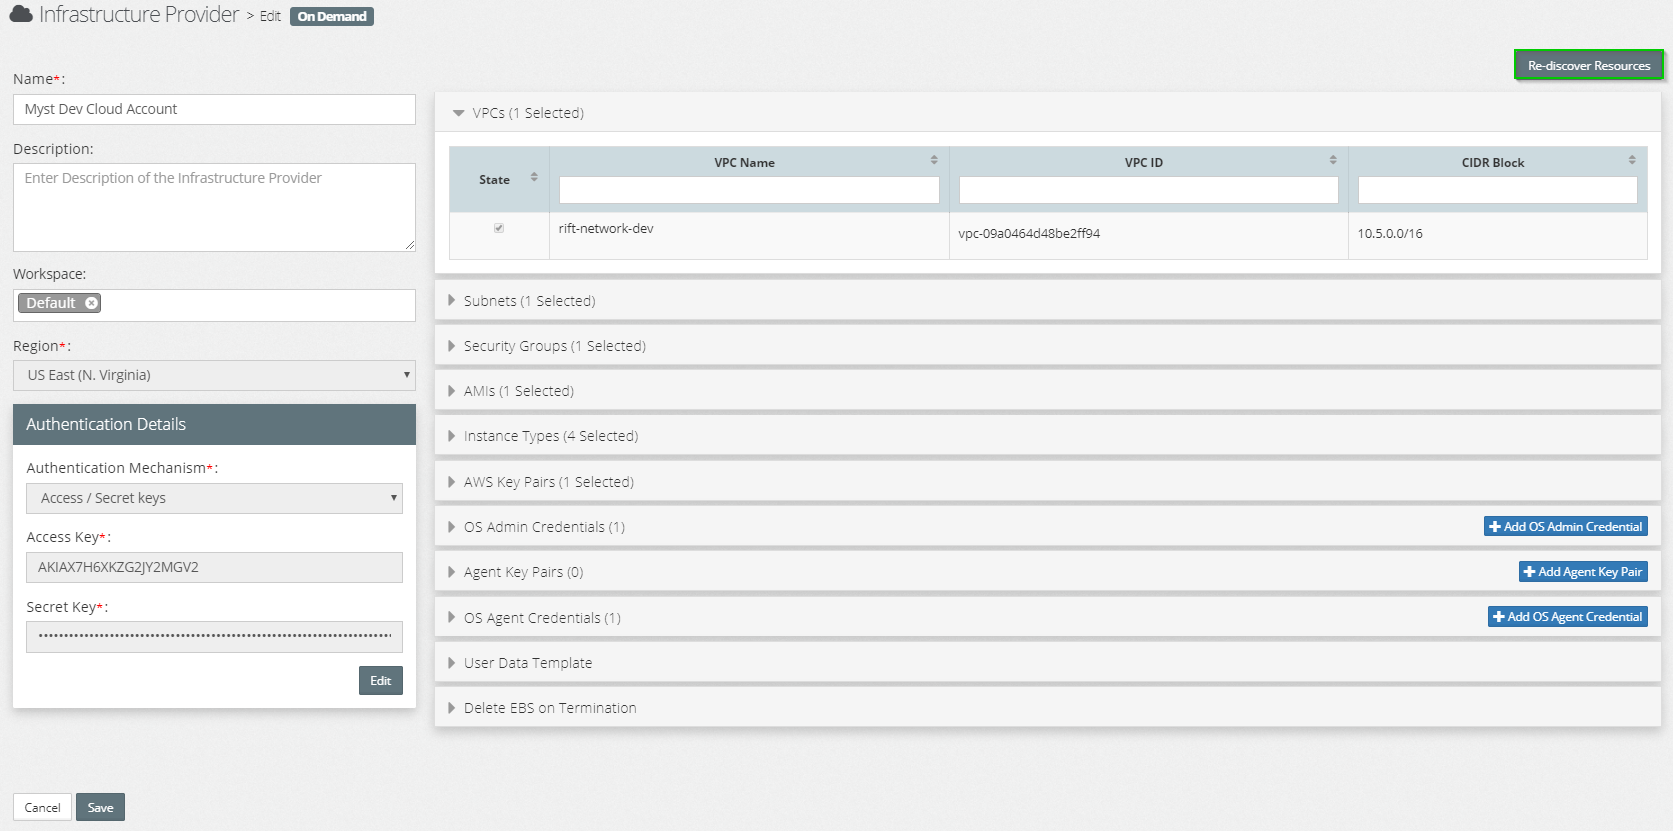 Infrastructure Provider > Edit On Demand
Re-discover Resources
Name*:
Myst Dev Cloud Account
Description:
Enter Description of the Infrastructure Provider
Workspace:
Default
Region*:
US East (N. Virginia)
Authentication Details
Authentication Mechanism*:
Access / Secret keys
Access Key*:
AKIAX7H6XKZG2JY2MGV2
Secret Key*:
Edit
VPCs (1 Selected)
State VPC Name VPC ID CIDR Block
rift-network-dev vpc-09a0464d48be2ff94 10.5.0.0/16
Subnets (1 Selected)
Security Groups (1 Selected)
AMIs (1 Selected)
Instance Types (4 Selected)
AWS Key Pairs (1 Selected)
OS Admin Credentials (1) Add OS Admin Credential
Agent Key Pairs (0) Add Agent Key Pair
OS Agent Credentials (1) Add OS Agent Credential
User Data Template
Delete EBS on Termination
Cancel Save